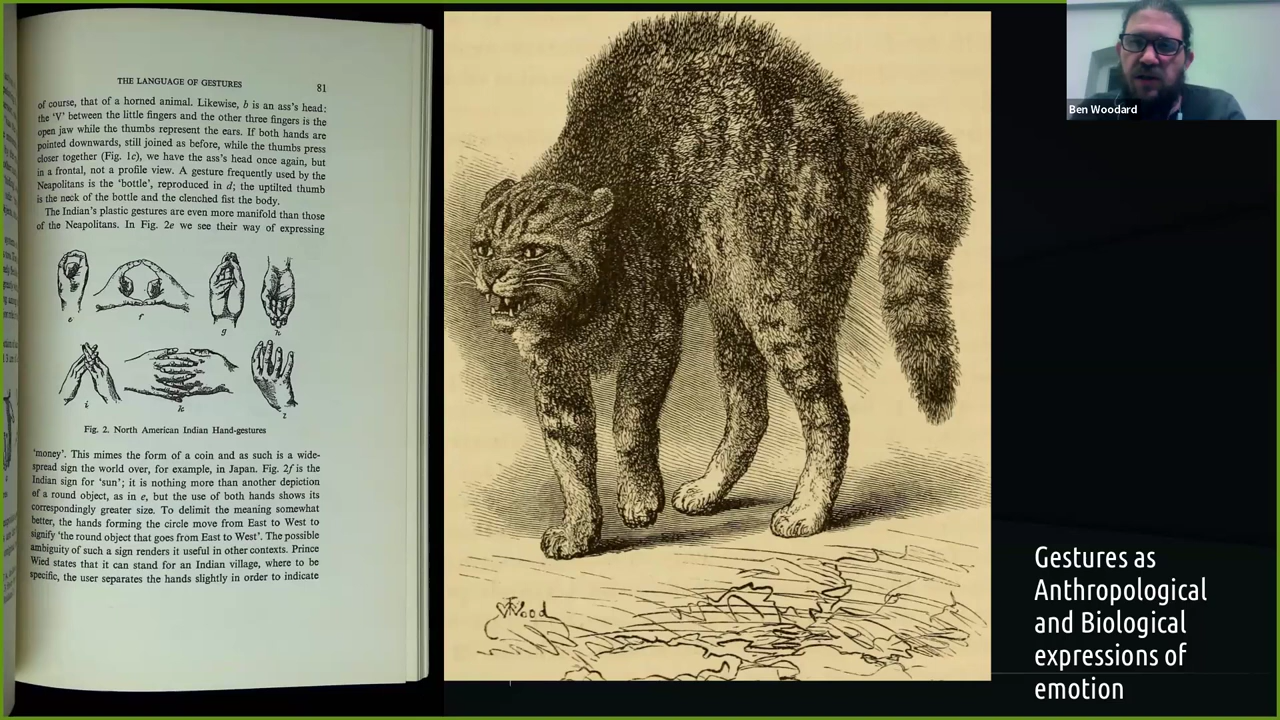 THE LANGUAGE OF GESTURES 81
of course, that of a horned animal. Likewise, b is an ass's head:
the 'V' between the little fingers and the other three fingers is the
open jaw while the thumbs represent the ears. If both hands are
pointed downwards, still joined as before, while the thumbs press
closer together (Fig. 1c), we have the ass's head once again, but
in a frontal, not a profile view. A gesture frequently used by the
Neapolitans is the 'bottle', reproduced in d; the uptilted thumb
is the neck of the bottle and the clenched fist the body.
The Indian's plastic gestures are even more manifold than those
of the Neapolitans. In Fig. 2e we see their way of expressing
e f g h
i k l
Fig. 2. North American Indian Hand-gestures
'money'. This mimes the form of a coin and as such is a wide-
spread sign the world over, for example, in Japan. Fig. 2f is the
Indian sign for 'sun'; it is nothing more than another depiction
of a round object, as in e, but the use of both hands shows its
correspondingly greater size. To delimit the meaning somewhat
better, the hands forming the circle move from East to West to
signify 'the round object that goes from East to West'. The possible
ambiguity of such a sign renders it useful in other contexts. Prince
Wied states that it can stand for an Indian village, where to be
specific, the user separates the hands slightly in order to indicate
Wood
Ben Woodard
Gestures as
Anthropological
and Biological
expressions of
emotion